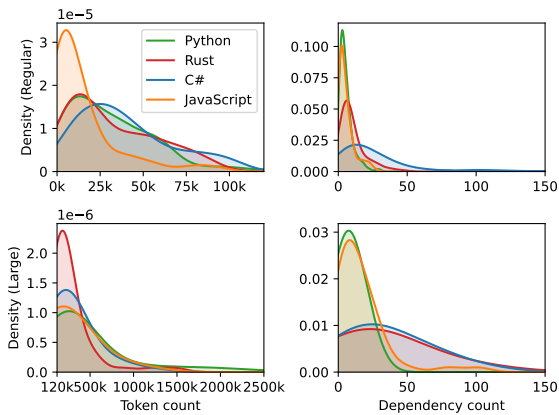 1e−5
Density (Regular)
3
2
1
0
0k 25k 50k 75k 100k
Python
Rust
C#
JavaScript
0.100
0.075
0.050
0.025
0.000
0 50 100 150
1e−6
Density (Large)
2.0
1.5
1.0
0.5
0.0
120k 500k 1000k 1500k 2000k 2500k
Token count
0.03
0.02
0.01
0.00
0 50 100 150
Dependency count